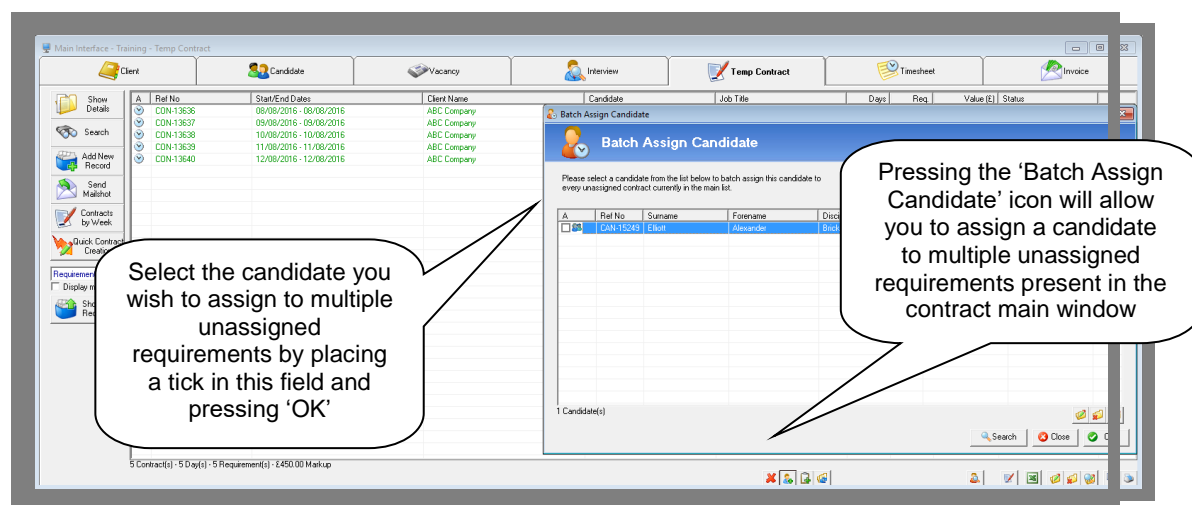 Main Interface - Training - Temp Contract
Client
Candidate
Vacancy
Interview
Temp Contract
Timesheet
Invoice
Show
Details
Search
Add New
Record
Send
Mailshot
Contracts
by Week
Quick Contract
Creation
Requirement
Display m
Sho
Re
A Ref No Start/End Dates Client Name Candidate Job Title Days Req. Value (£) Status
CON-13636 08/08/2016 - 08/08/2016 ABC Company
CON-13637 09/08/2016 - 09/08/2016 ABC Company
CON-13638 10/08/2016 - 10/08/2016 ABC Company
CON-13639 11/08/2016 - 11/08/2016 ABC Company
CON-13640 12/08/2016 - 12/08/2016 ABC Company
Batch Assign Candidate
Batch Assign Candidate
Please select a candidate from the list below to batch assign this candidate to
every unassigned contract currently in the main list.
A Ref No Surname Forename Disci
CAN-15249 Elliott Alexander Brick
1 Candidate(s)
Search
Close
O
Select the candidate you
wish to assign to multiple
unassigned
requirements by placing
a tick in this field and
pressing ‘OK’
Pressing the ‘Batch Assign
Candidate’ icon will allow
you to assign a candidate
to multiple unassigned
requirements present in the
contract main window
5 Contract(s) - 5 Day(s) - 5 Requirement(s) - £450.00 Markup